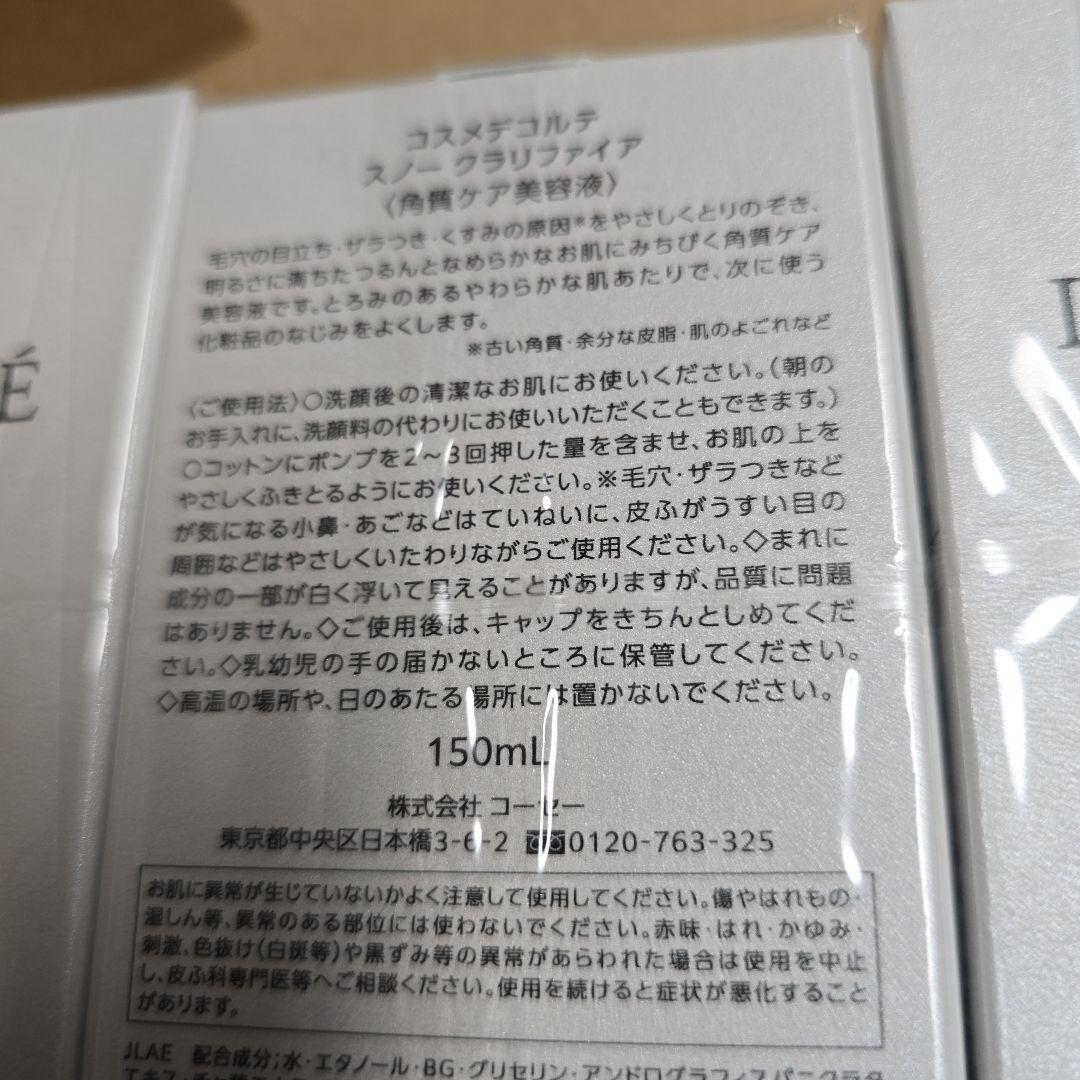 コスメデコルテ
スノー クラリファイア
〈角質ケア美容液〉
毛穴の目立ち・ザラつき・くすみの原因※をやさしくとりのぞき、
明るさに満ちたつるんとなめらかなお肌にみちびく角質ケア
美容液です。とろみのあるやわらかな肌あたりで、次に使う
化粧品のなじみをよくします。
※古い角質・余分な皮脂・肌のよごれなど
〈ご使用法〉○洗顔後の清潔なお肌にお使いください。（朝の
お手入れに、洗顔料の代わりにお使いいただくこともできます。）
○コットンにポンプを2～3回押した量を含ませ、お肌の上を
やさしくふきとるようにお使いください。※毛穴・ザラつきなど
が気になる小鼻・あごなどはていねいに、皮ふがうすい目の
周囲などはやさしくいたわりながらご使用ください。◇まれに
成分の一部が白く浮いて見えることがありますが、品質に問題
はありません。◇ご使用後は、キャップをきちんとしめてくだ
さい。◇乳幼児の手の届かないところに保管してください。
◇高温の場所や、日のあたる場所には置かないでください。
150mL
株式会社 コーセー
東京都中央区日本橋3-6-2 0120-763-325
お肌に異常が生じていないかよく注意して使用してください。傷やはれもの・
湿しん等、異常のある部位には使わないでください。赤味・はれ・かゆみ・
刺激、色抜け（白斑等）や黒ずみ等の異常があらわれた場合は使用を中止
し、皮ふ科専門医等へご相談ください。使用を続けると症状が悪化すること
があります。
JLAE 配合成分；水・エタノール・BG・グリセリン・アンドログラフィスパニクラタ
É